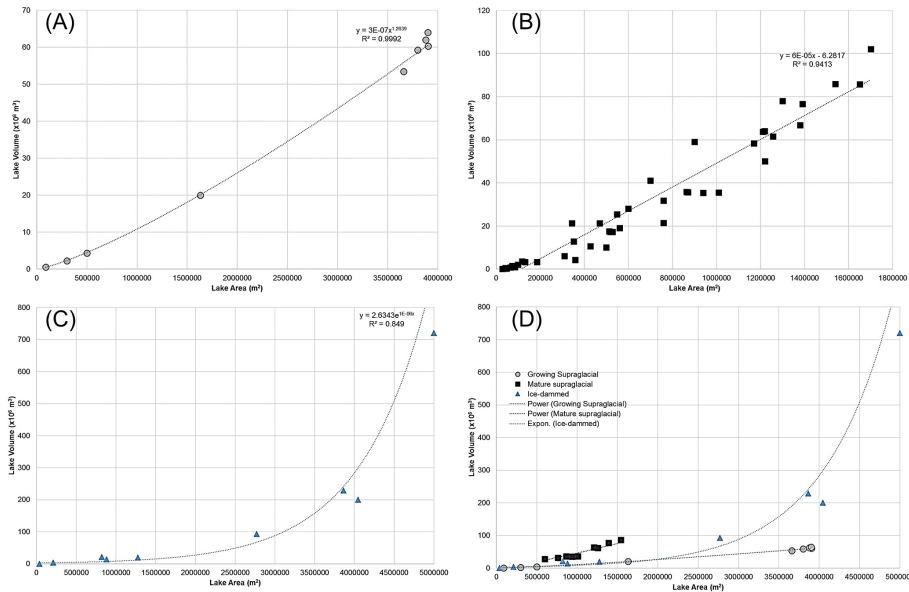 (A)
y = 3E-07x^1.2639
R² = 0.9992
70
60
50
40
30
20
10
0
Lake Volume (x10⁶ m³)
0 500000 1000000 1500000 2000000 2500000 3000000 3500000 4000000
Lake Area (m²)
(B)
y = 6E-05x - 6.2817
R² = 0.9413
120
100
80
60
40
20
0
Lake Volume (x10⁶ m³)
0 200000 400000 600000 800000 1000000 1200000 1400000 1600000 1800000
Lake Area (m²)
(C)
y = 2.6343e^1E-06x
R² = 0.849
800
700
600
500
400
300
200
100
0
Lake Volume (x10⁶ m³)
0 500000 1000000 1500000 2000000 2500000 3000000 3500000 4000000 4500000 5000000
Lake Area (m²)
(D)
Growing Supraglacial
Mature supraglacial
Ice-dammed
Power (Growing Supraglacial)
Power (Mature supraglacial)
Expon. (Ice-dammed)
800
700
600
500
400
300
200
100
0
Lake Volume (x10⁶ m³)
0 500000 1000000 1500000 2000000 2500000 3000000 3500000 4000000 4500000 5000000
Lake Area (m²)